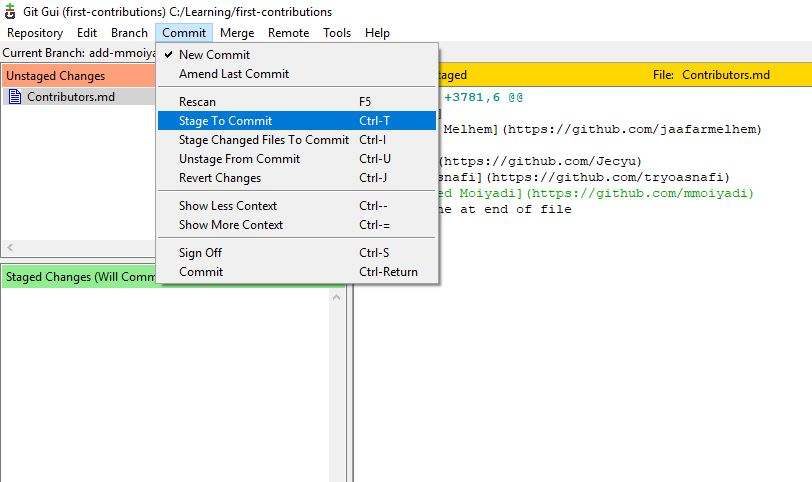 Git Gui (first-contributions) C:/Learning/first-contributions
Repository Edit Branch Commit Merge Remote Tools Help
Current Branch: add-mmoiya
Unstaged Changes
Contributors.md
New Commit
Amend Last Commit
Rescan F5
Stage To Commit Ctrl-T
Stage Changed Files To Commit Ctrl-I
Unstage From Commit Ctrl-U
Revert Changes Ctrl-J
Show Less Context Ctrl--
Show More Context Ctrl-=
Sign Off Ctrl-S
Commit Ctrl-Return
Staged Changes (Will Comm
taged File: Contributors.md
+3781,6 @@
]
Melhem](https://github.com/jaafarmelhem)
(https://github.com/Jecyu)
snafi](https://github.com/tryoasnafi)
ed Moiyadi](https://github.com/mmoiyadi)
ne at end of file